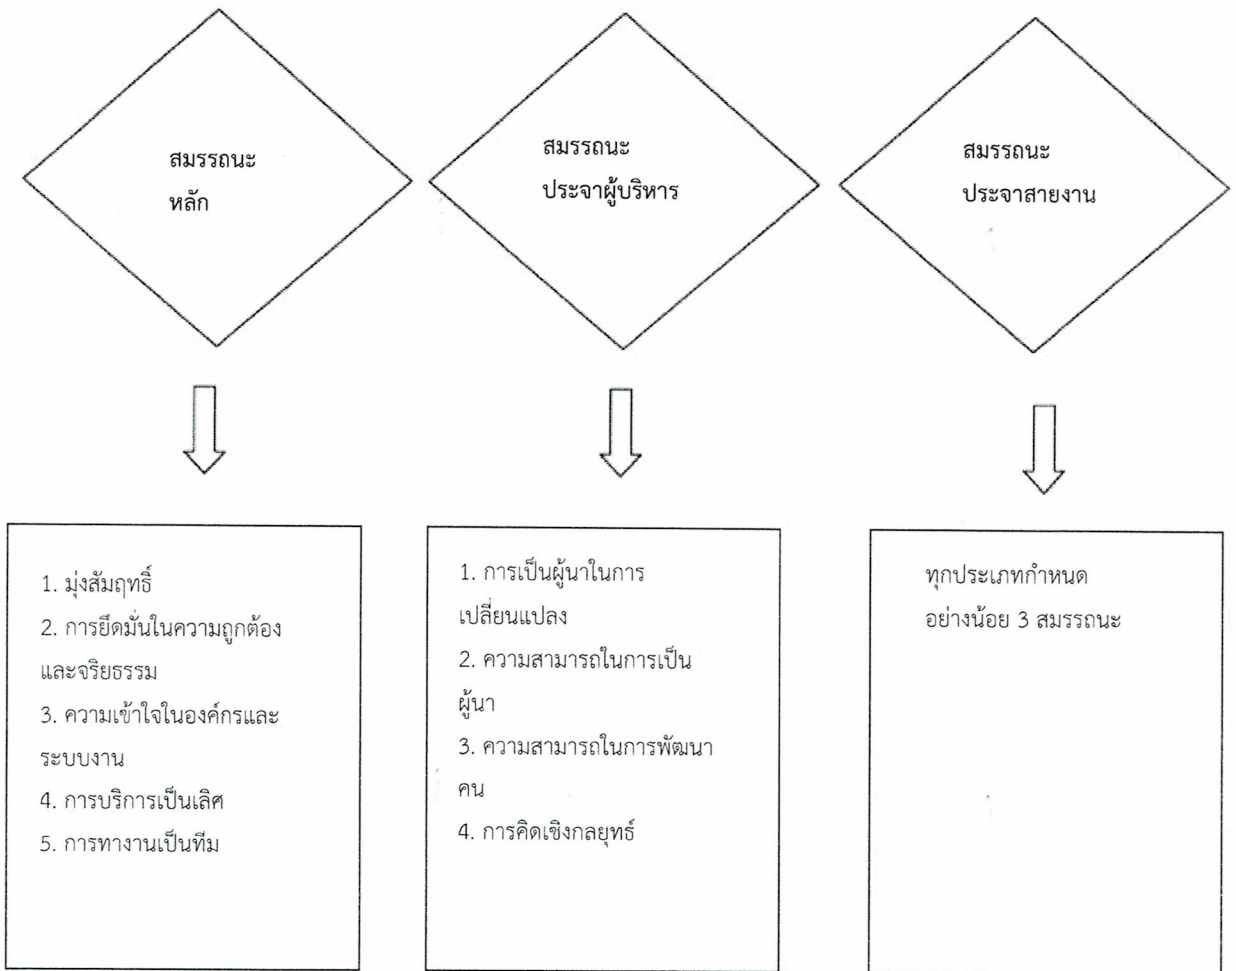 สมรรถนะ
หลัก
สมรรถนะ
ประจาผู้บริหาร
สมรรถนะ
ประจาสายงาน
1. มุ่งสัมฤทธิ์
2. การยึดมั่นในความถูกต้อง
และจริยธรรม
3. ความเข้าใจในองค์กรและ
ระบบงาน
4. การบริการเป็นเลิศ
5. การทางานเป็นทีม
1. การเป็นผู้นาในการ
เปลี่ยนแปลง
2. ความสามารถในการเป็น
ผู้นา
3. ความสามารถในการพัฒนา
คน
4. การคิดเชิงกลยุทธ์
ทุกประเภทกำหนด
อย่างน้อย 3 สมรรถนะ